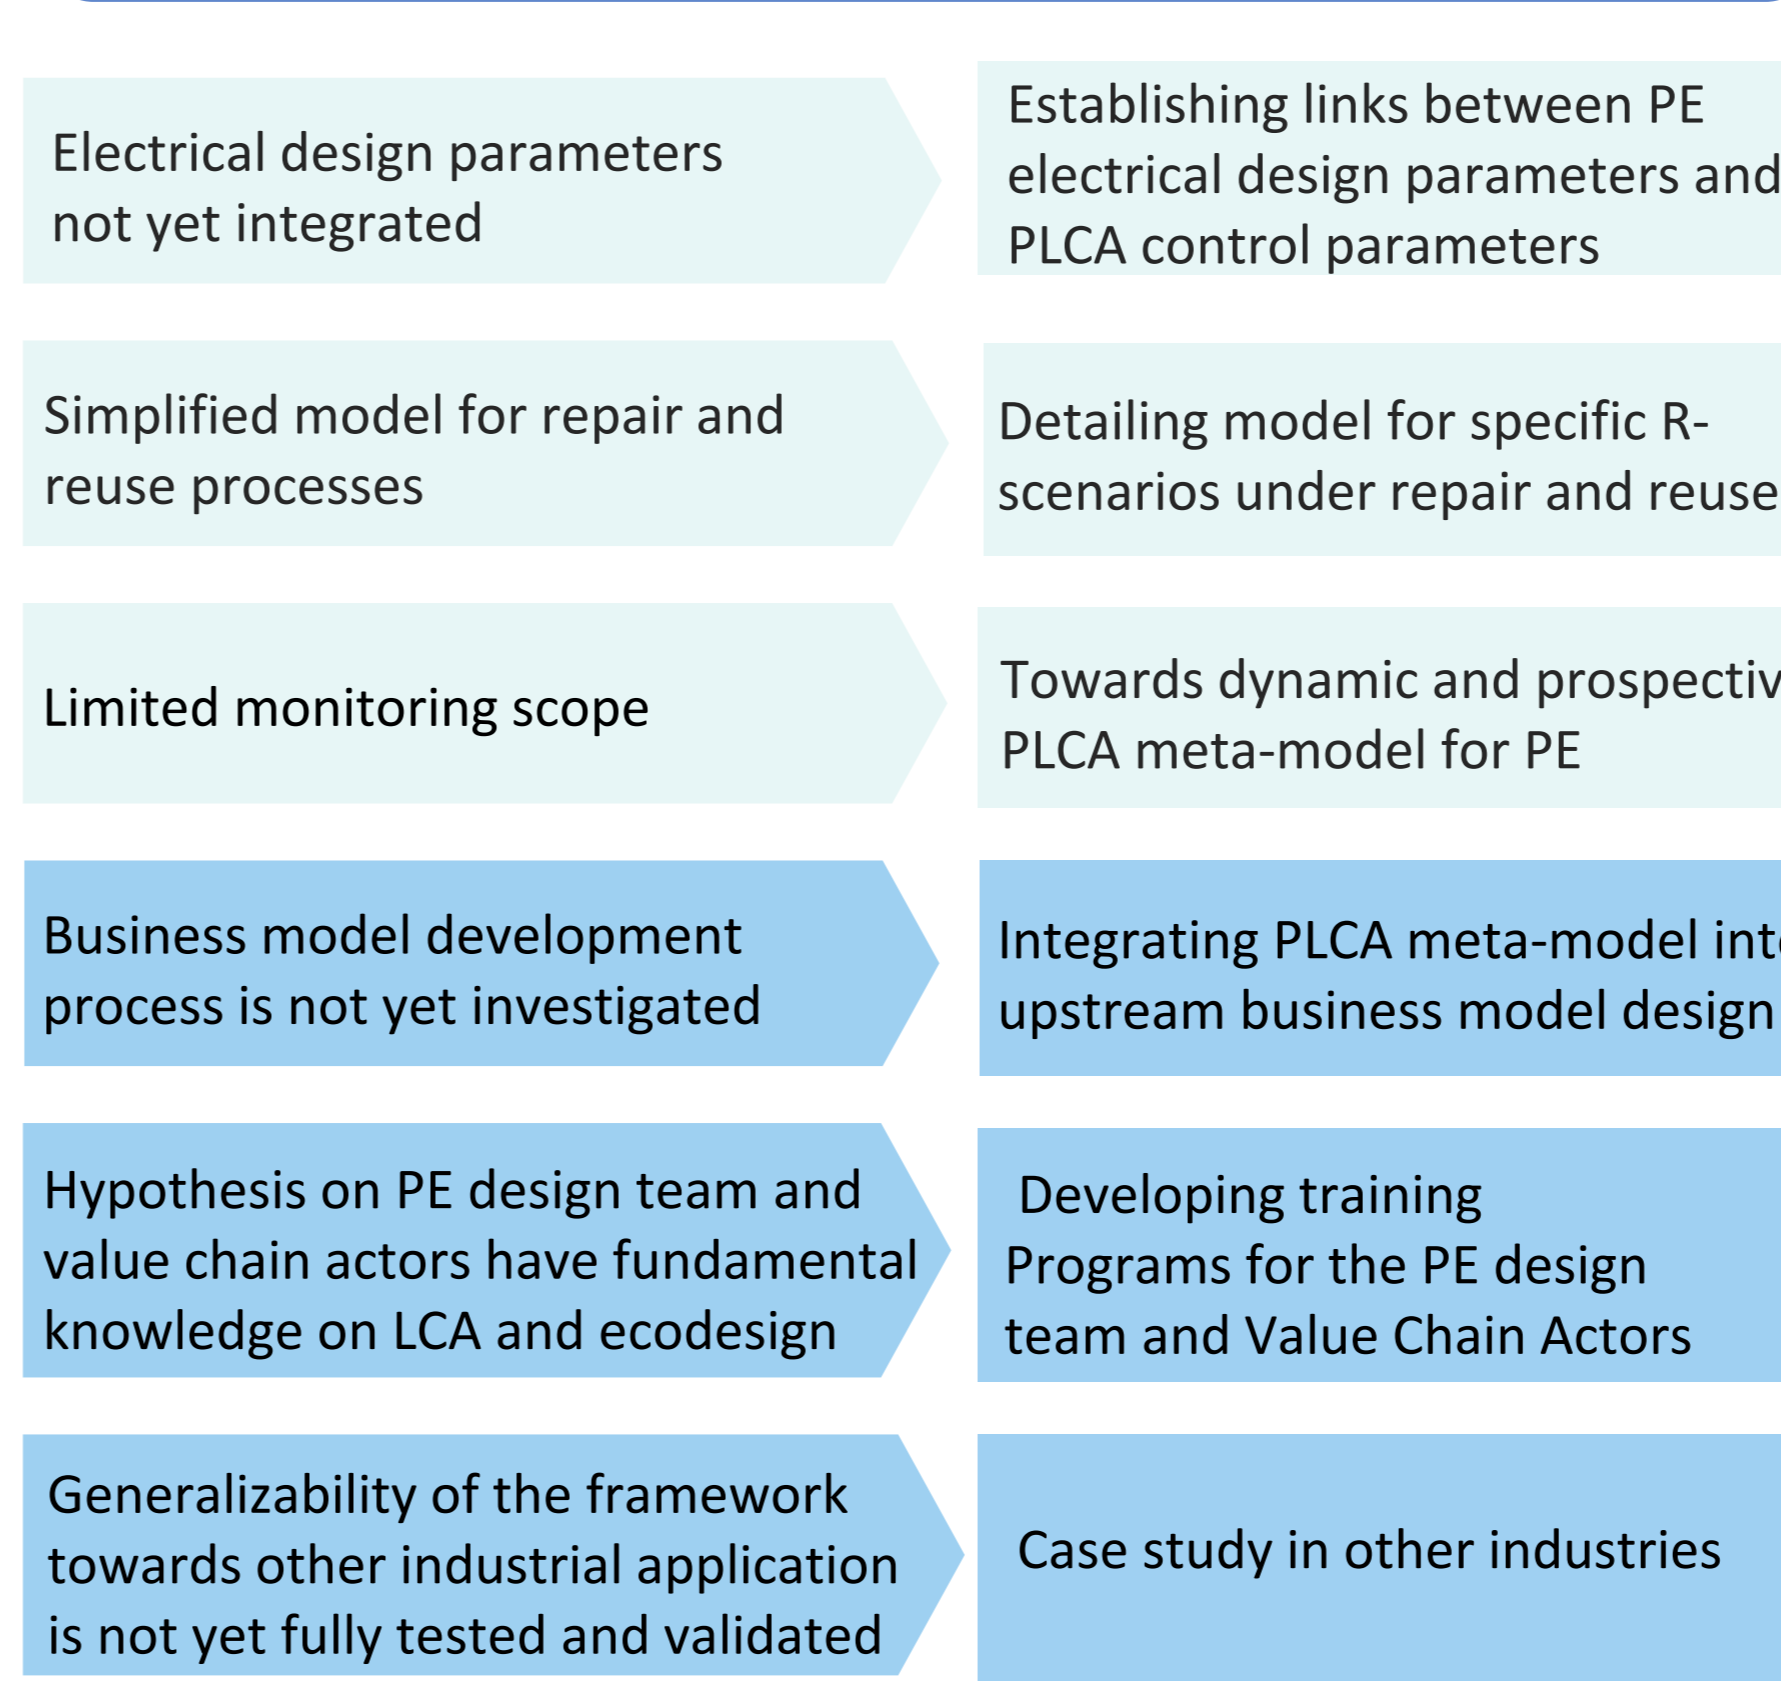 Electrical design parameters
not yet integrated
Establishing links between PE
electrical design parameters and
PLCA control parameters
Simplified model for repair and
reuse processes
Detailing model for specific R-
scenarios under repair and reuse
Limited monitoring scope
Towards dynamic and prospectiv
PLCA meta-model for PE
Business model development
process is not yet investigated
Integrating PLCA meta-model int
upstream business model design
Hypothesis on PE design team and
value chain actors have fundamental
knowledge on LCA and ecodesign
Developing training
Programs for the PE design
team and Value Chain Actors
Generalizability of the framework
towards other industrial application
is not yet fully tested and validated
Case study in other industries